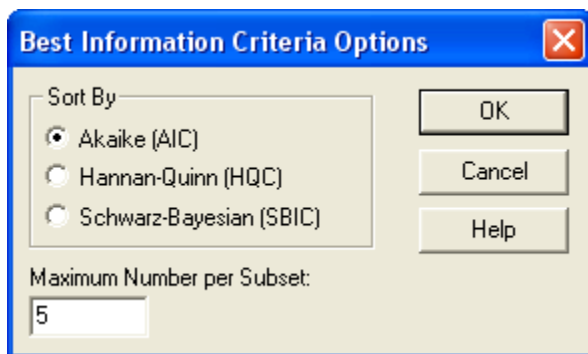 Best Information Criteria Options
Sort By
Akaike (AIC)
Hannan-Quinn (HQC)
Schwarz-Bayesian (SBIC)
OK
Cancel
Help
Maximum Number per Subset:
5